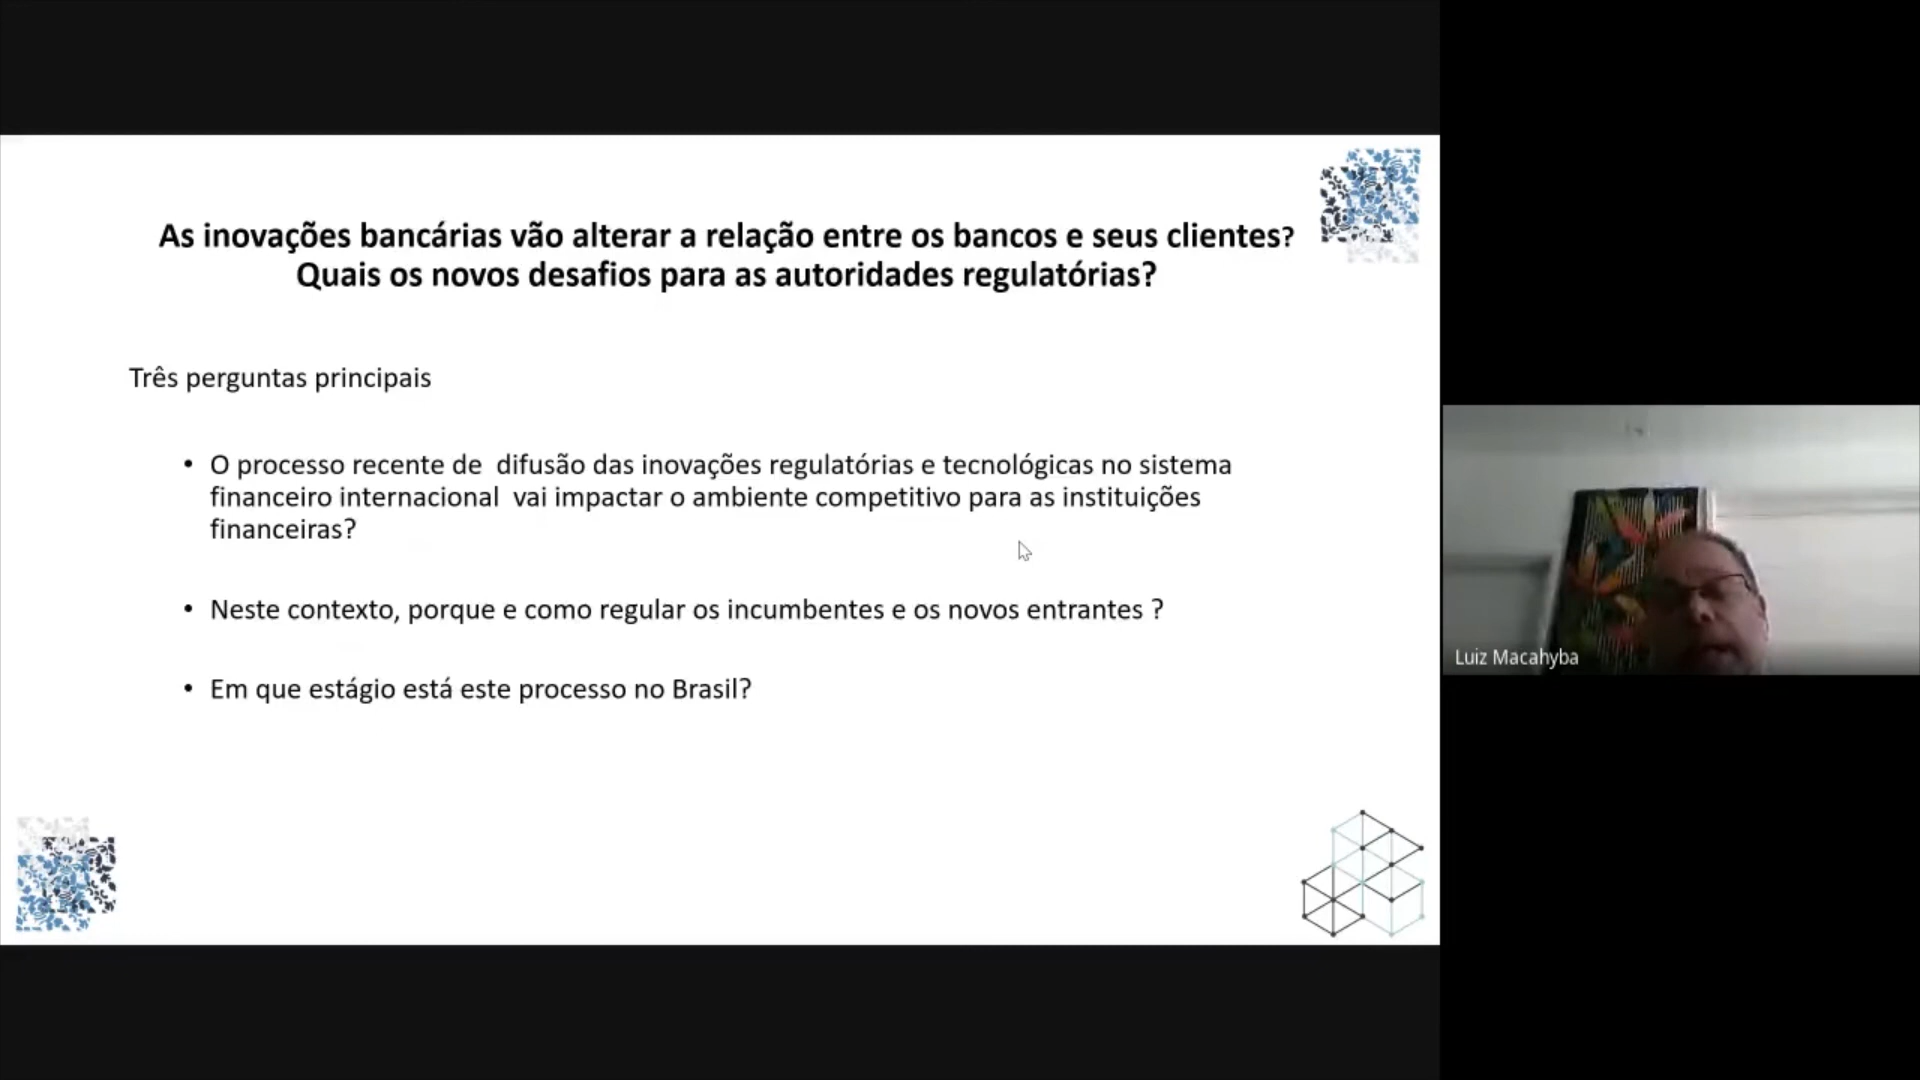 As inovações bancárias vão alterar a relação entre os bancos e seus clientes?
Quais os novos desafios para as autoridades regulatórias?
Três perguntas principais
• O processo recente de difusão das inovações regulatórias e tecnológicas no sistema
financeiro internacional vai impactar o ambiente competitivo para as instituições
financeiras?
• Neste contexto, porque e como regular os incumbentes e os novos entrantes ?
• Em que estágio está este processo no Brasil?
Luiz Macahyba